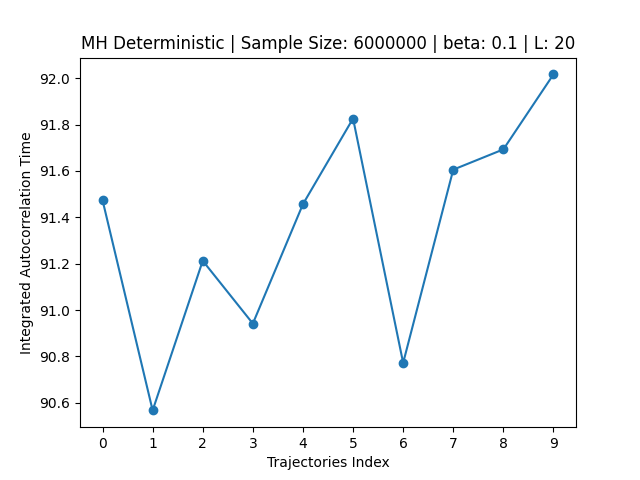 MH Deterministic | Sample Size: 6000000 | beta: 0.1 | L: 20
92.0
91.8
91.6
91.4
91.2
91.0
90.8
90.6
Integrated Autocorrelation Time
0 1 2 3 4 5 6 7 8 9
Trajectories Index